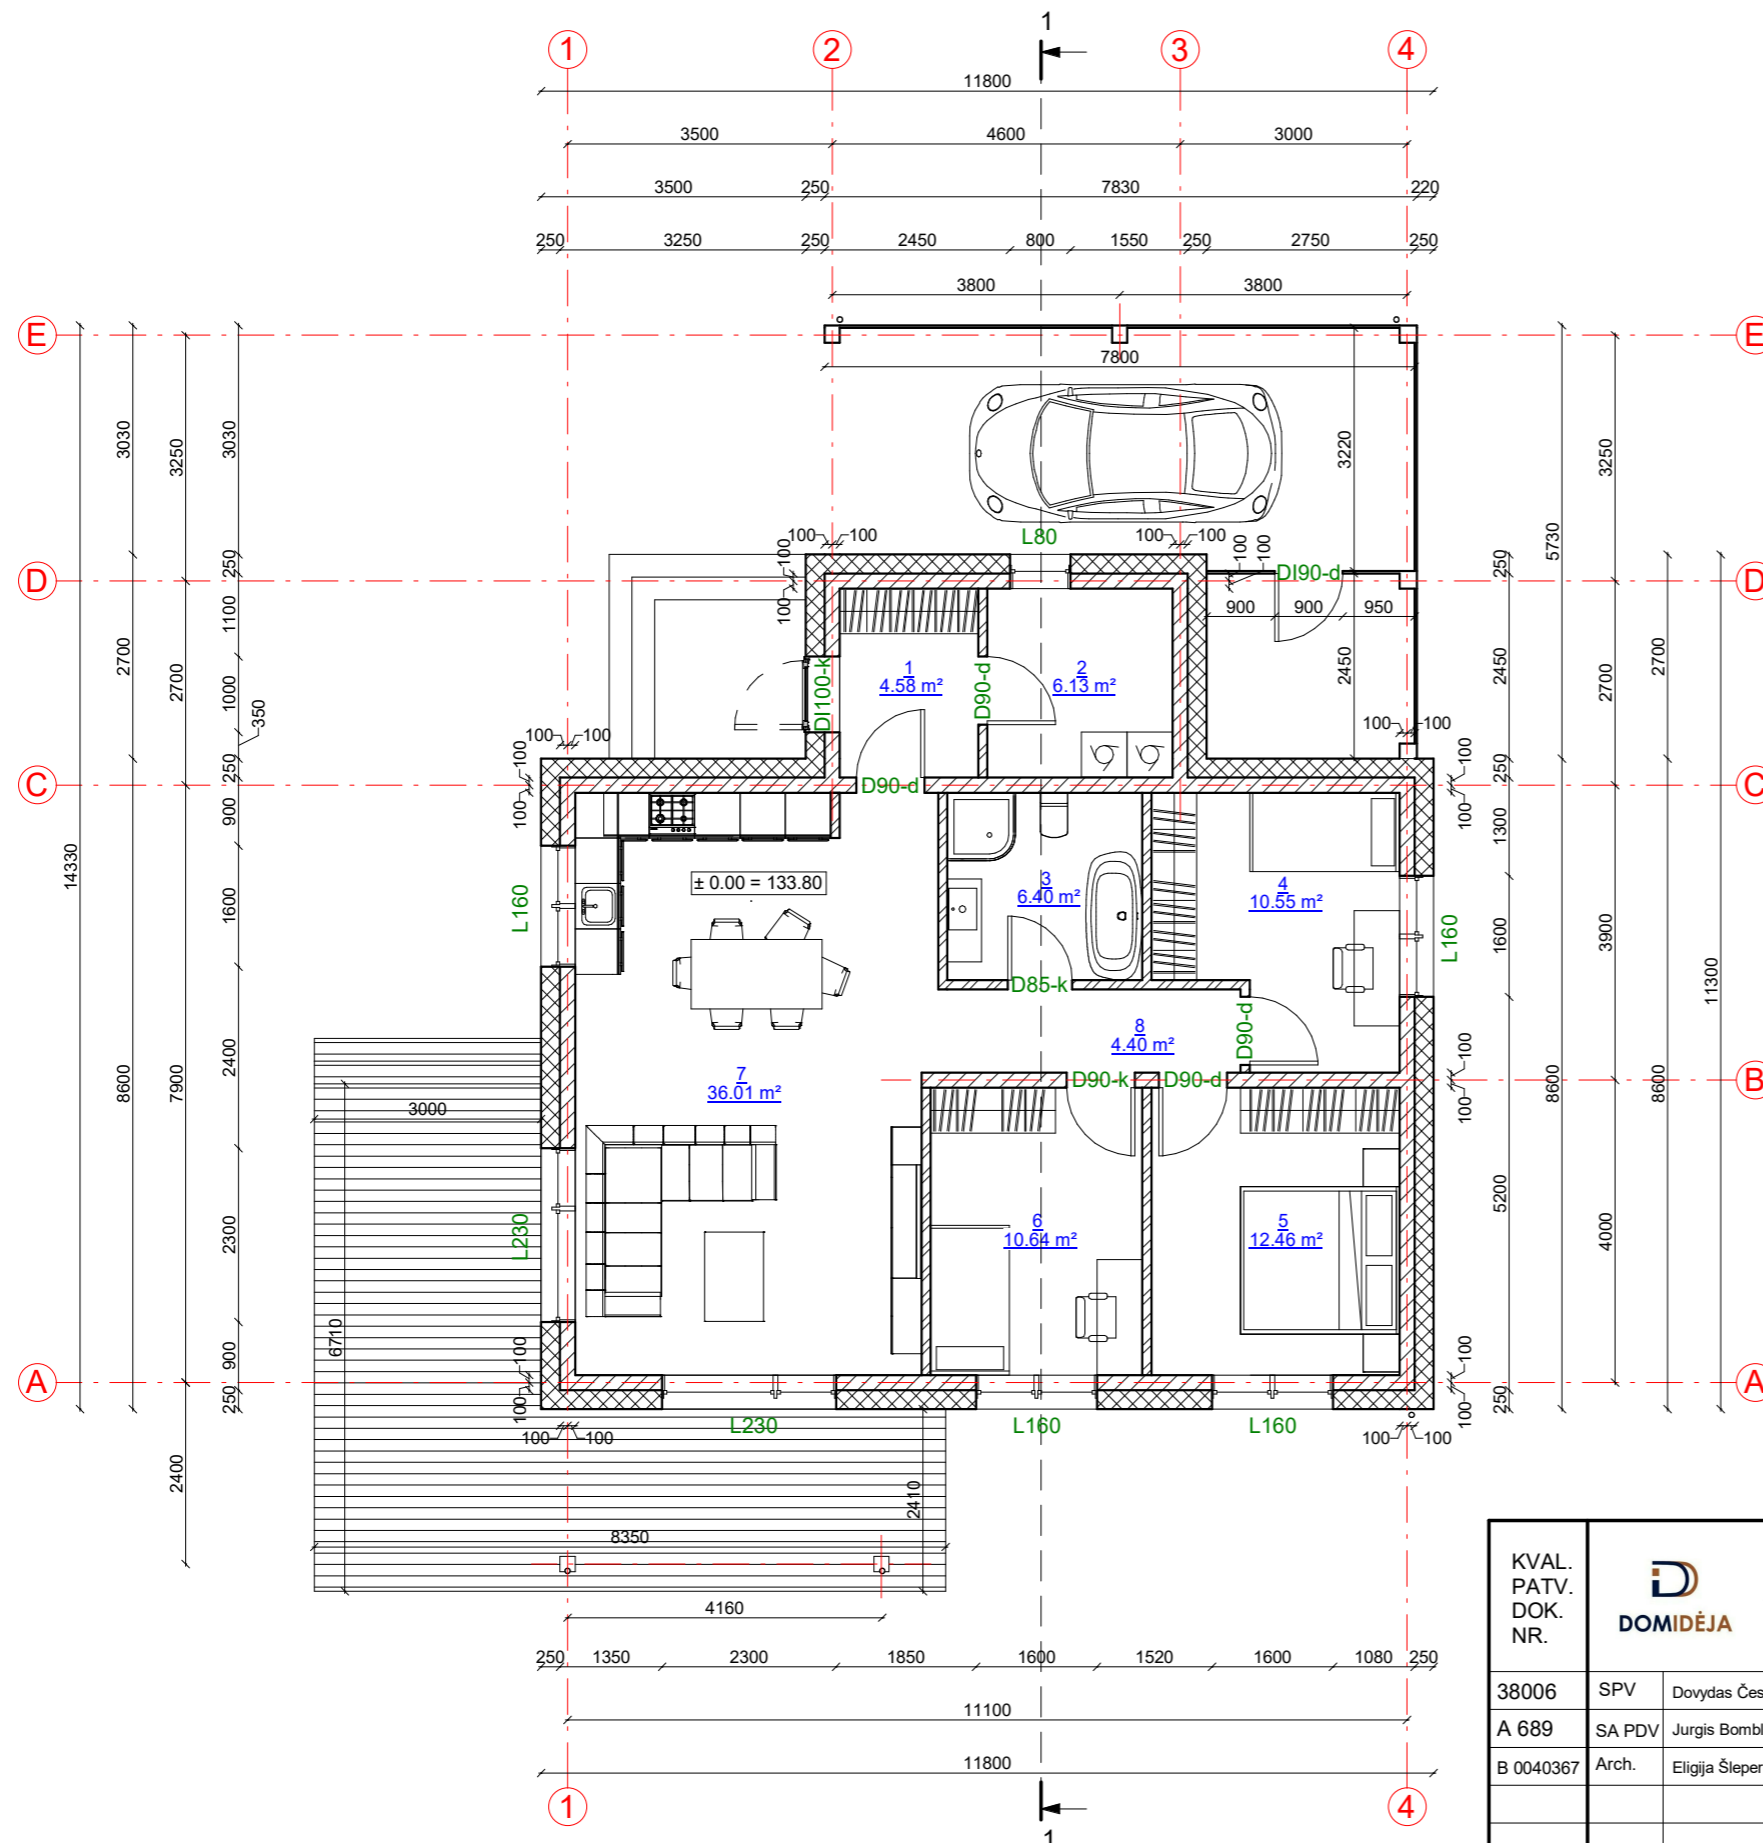 1
1 2 3 4
11800
3500 4600 3000
3500 250 7830 220
250 3250 250 2450 800 1550 250 2750 250
3800 3800
E E
7800
14330
3030 3250 3030
3220
5730 3250
L80
100 100 100 100
100 100
100 100
DI90-d
D D
250 250
900 900 950
1100
2700 2700 1000 350
2450 2450 2700 2700
DI100-k
1
4.58 m²
D90-d
2
6.13 m²
100 100
100 100
100 100
100 100
250 250
C C
D90-d
900 1300
± 0.00 = 133.80
L160
1600 1600
3
6.40 m²
4
10.55 m²
L160
3900
11300
D85-k
D90-d
8
4.40 m²
2400
8600 7900
8600 8600
100 100
B
D90-k D90-d
7
36.01 m²
3000
L230
2300
6
10.64 m²
5
12.46 m²
5200 4000
6710
900
100 100
100 100
A A
250 250
L230 L160 L160
100 100 100 100
2400
2410
8350
4160
250 1350 2300 1850 1600 1520 1600 1080 250
11100
11800
1 4
1
KVAL.
PATV.
DOK.
NR.
DOMIDĖJA
38006 SPV Dovydas Čes
A 689 SA PDV Jurgis Bombl
B 0040367 Arch. Eligija Šleper